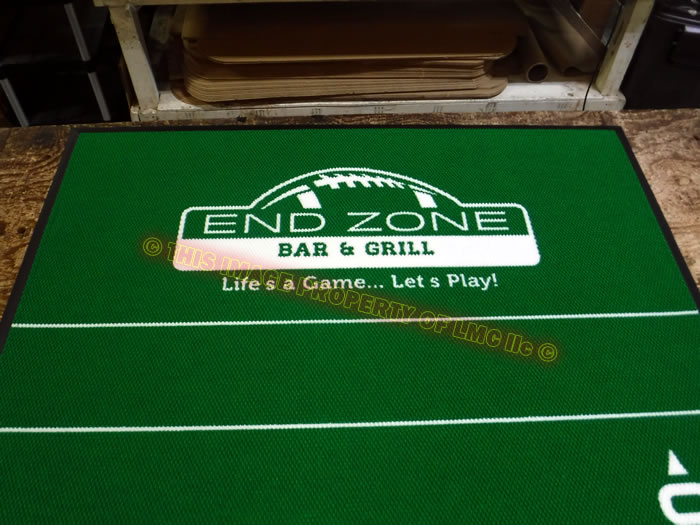 END ZONE
BAR & GRILL
Life's a Game... Let s Play!
© THIS IMAGE PROPERTY OF LMC llc ©